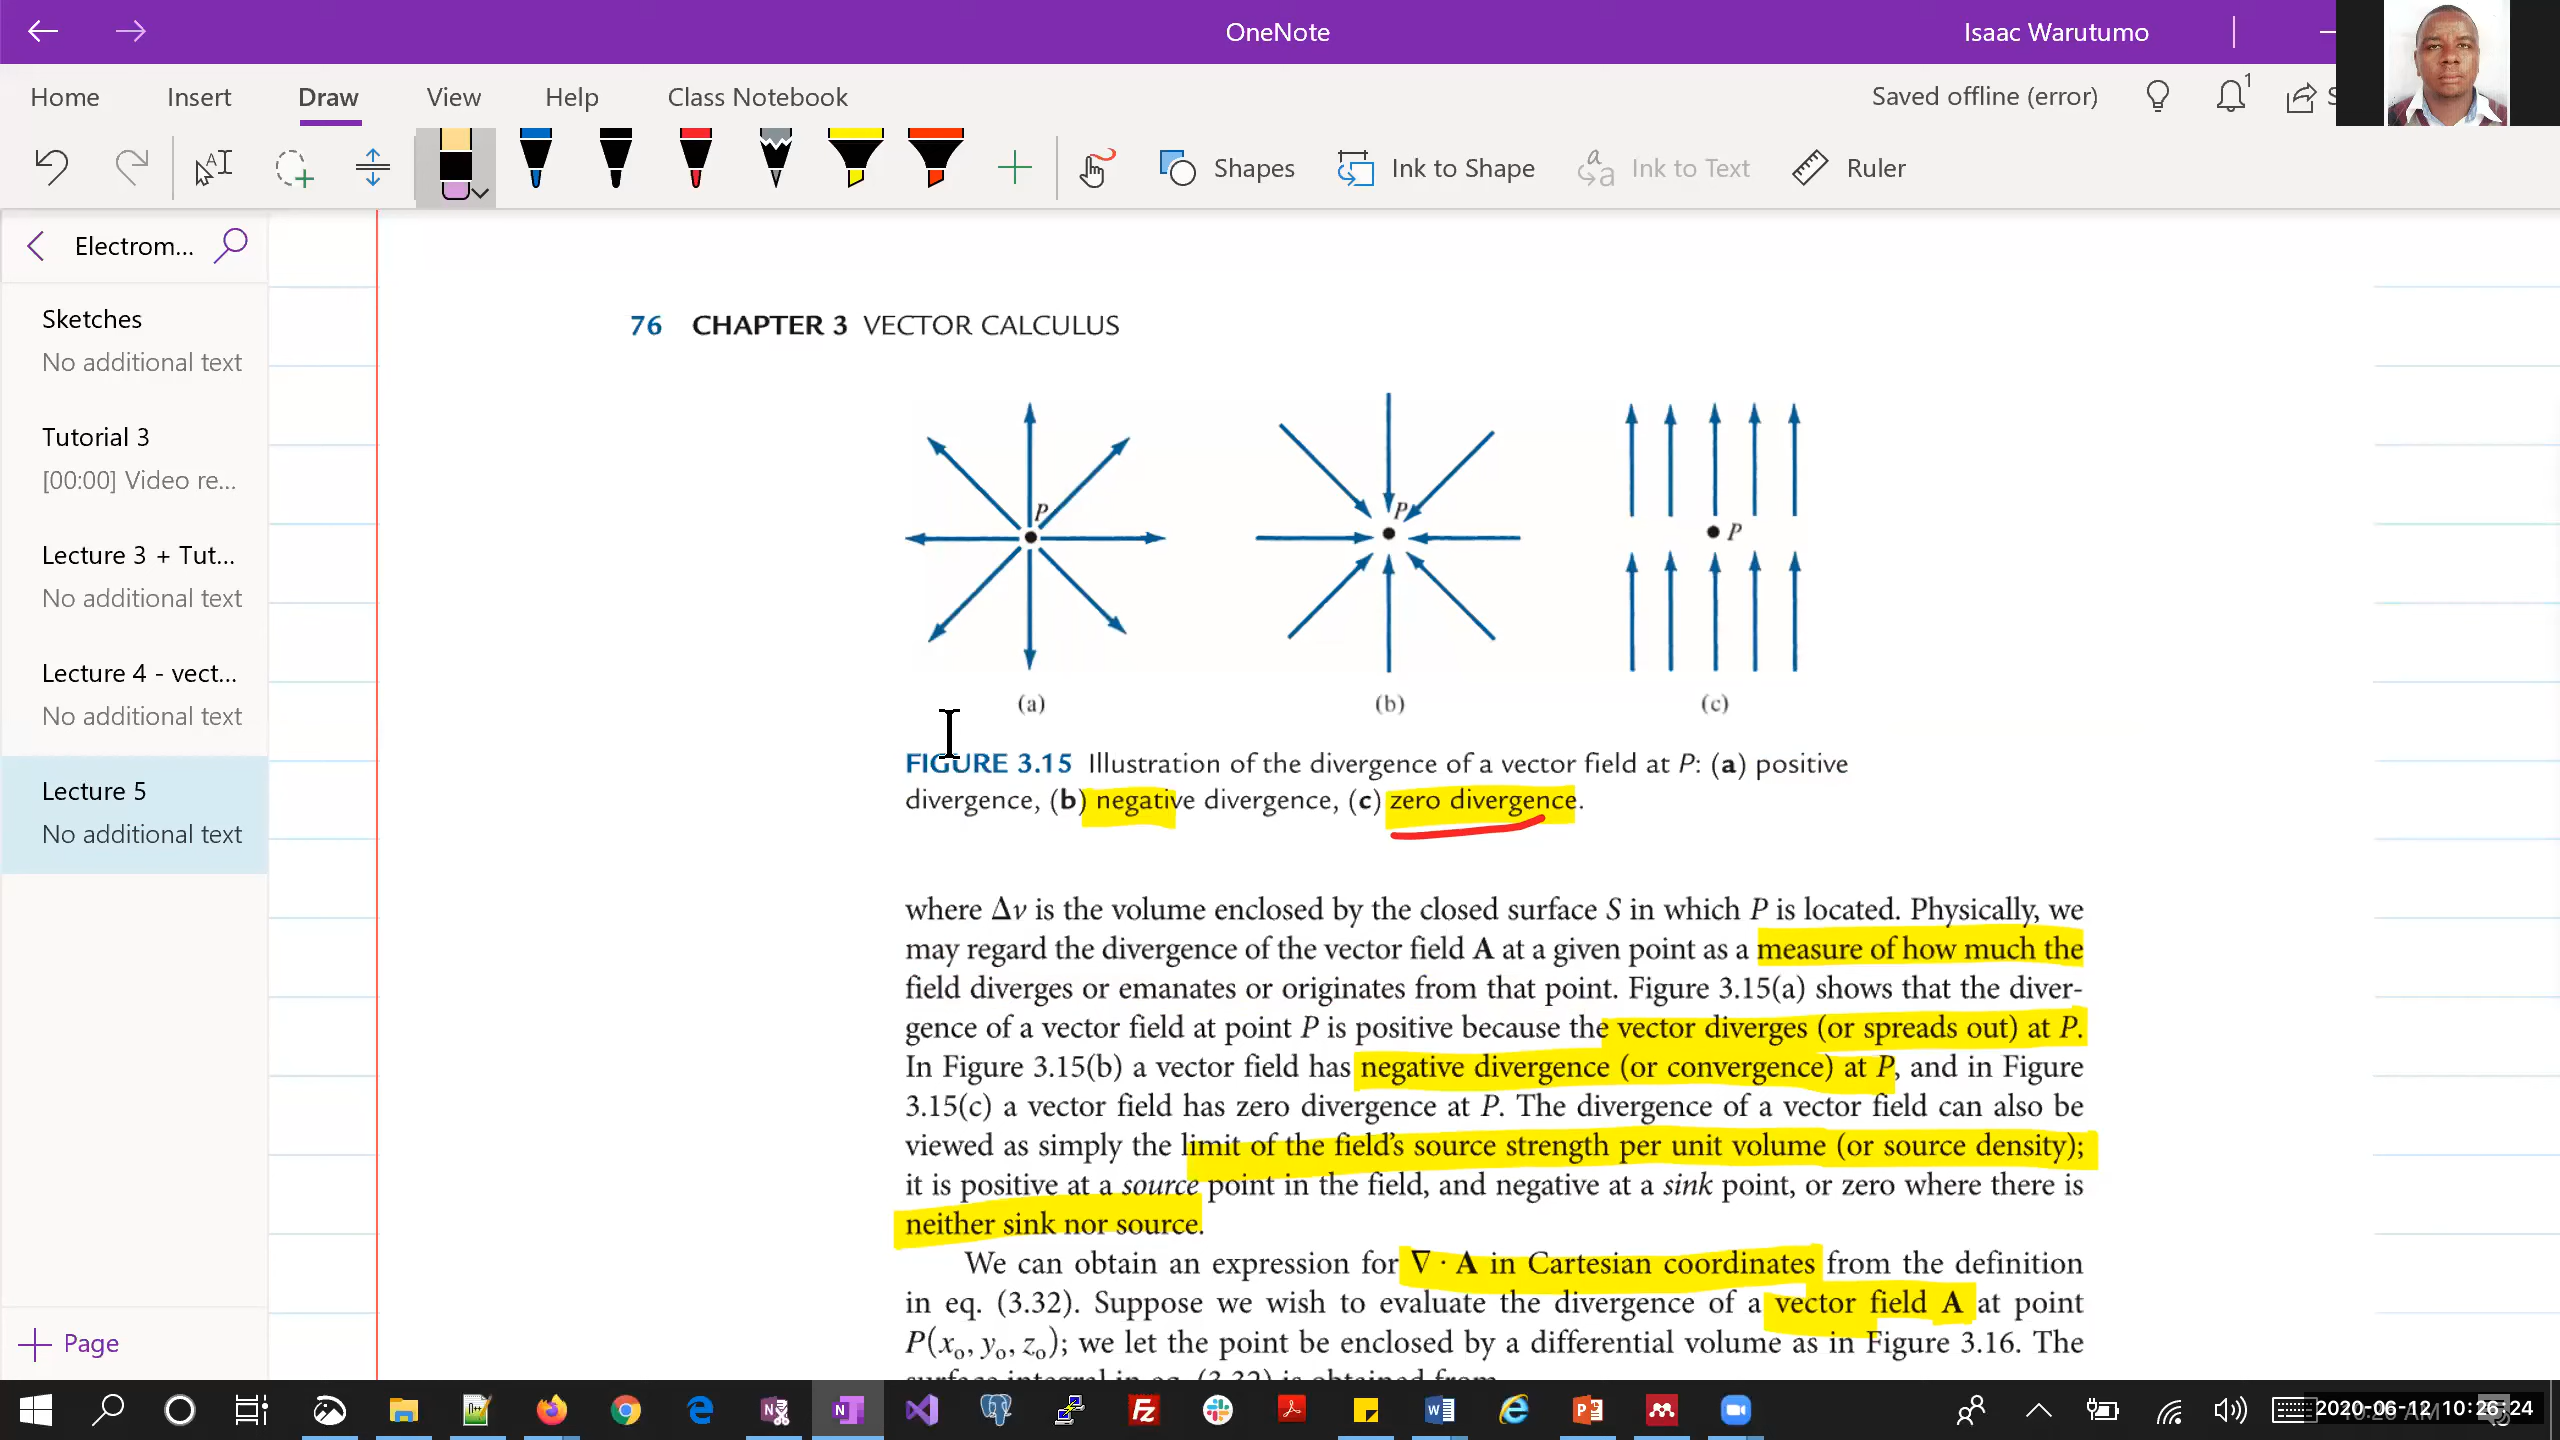 OneNote
Isaac Warutumo
Home
Insert
Draw
View
Help
Class Notebook
Saved offline (error)
1
S
Shapes
Ink to Shape
Ink to Text
Ruler
Electrom...
Sketches
No additional text
Tutorial 3
[00:00] Video re...
Lecture 3 + Tut...
No additional text
Lecture 4 - vect...
No additional text
Lecture 5
No additional text
Page
76 CHAPTER 3 VECTOR CALCULUS
P
P
P
(a)
(b)
(c)
FIGURE 3.15 Illustration of the divergence of a vector field at P: (a) positive
divergence, (b) negative divergence, (c) zero divergence.
where Δv is the volume enclosed by the closed surface S in which P is located. Physically, we
may regard the divergence of the vector field A at a given point as a measure of how much the
field diverges or emanates or originates from that point. Figure 3.15(a) shows that the diver-
gence of a vector field at point P is positive because the vector diverges (or spreads out) at P.
In Figure 3.15(b) a vector field has negative divergence (or convergence) at P, and in Figure
3.15(c) a vector field has zero divergence at P. The divergence of a vector field can also be
viewed as simply the limit of the field's source strength per unit volume (or source density);
it is positive at a source point in the field, and negative at a sink point, or zero where there is
neither sink nor source.
We can obtain an expression for ∇ · A in Cartesian coordinates from the definition
in eq. (3.32). Suppose we wish to evaluate the divergence of a vector field A at point
P(xₒ, yₒ, zₒ); we let the point be enclosed by a differential volume as in Figure 3.16. The
surface integral in eq. (3.32) is obtained from
2020-06-12 10:26:24